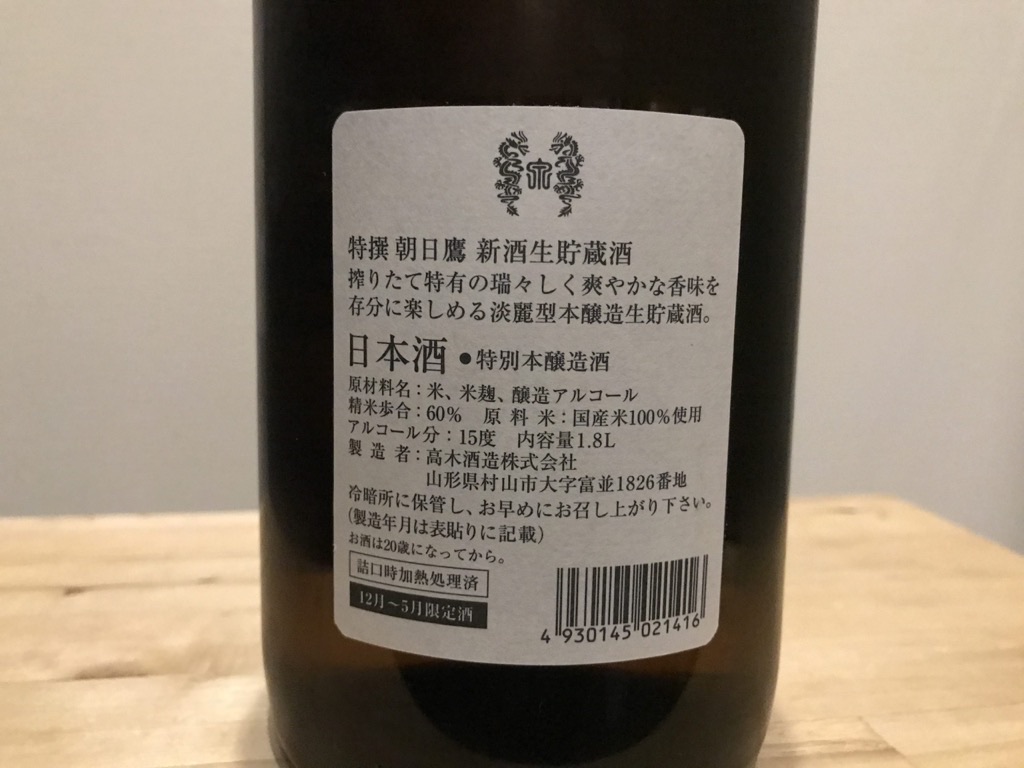 特撰 朝日鷹 新酒生貯蔵酒
搾りたて特有の瑞々しく爽やかな香味を
存分に楽しめる淡麗型本醸造生貯蔵酒。
日本酒 ●特別本醸造酒
原材料名：米、米麹、醸造アルコール
精米歩合：60% 原料米：国産米100%使用
アルコール分：15度 内容量1.8L
製造者：高木酒造株式会社
山形県村山市大字富並1826番地
冷暗所に保管し、お早めにお召し上がり下さい。
(製造年月は表貼りに記載)
お酒は20歳になってから。
詰口時加熱処理済
12月～5月限定酒
4 930145 021416